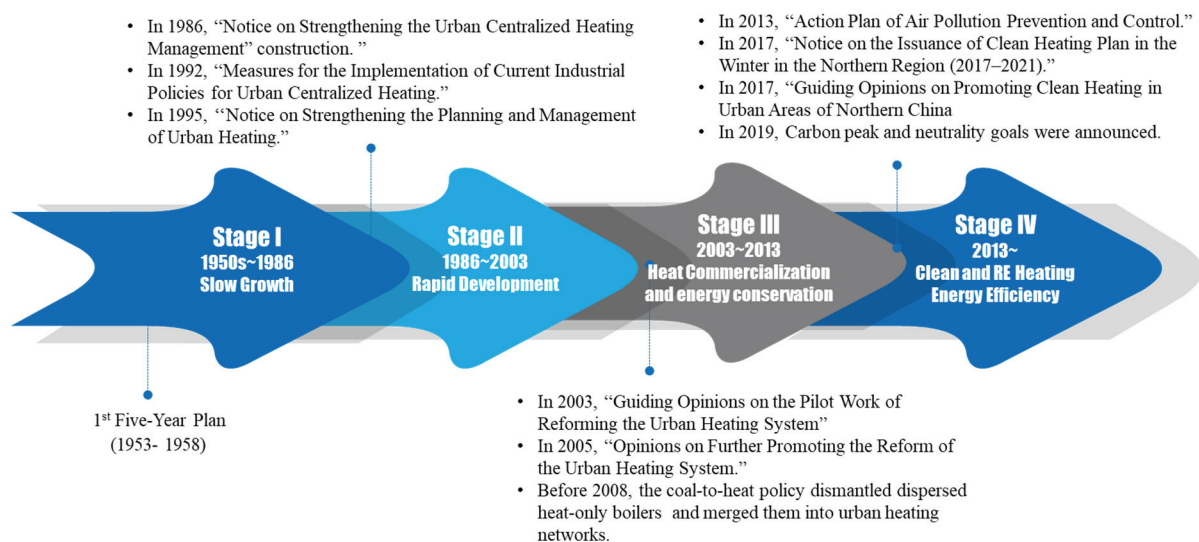 • In 1986, “Notice on Strengthening the Urban Centralized Heating
Management” construction. ”
• In 1992, “Measures for the Implementation of Current Industrial
Policies for Urban Centralized Heating.”
• In 1995, “Notice on Strengthening the Planning and Management
of Urban Heating.”
• In 2013, “Action Plan of Air Pollution Prevention and Control.”
• In 2017, “Notice on the Issuance of Clean Heating Plan in the
Winter in the Northern Region (2017–2021).”
• In 2017, “Guiding Opinions on Promoting Clean Heating in
Urban Areas of Northern China
• In 2019, Carbon peak and neutrality goals were announced.
Stage I
1950s~1986
Slow Growth
Stage II
1986~2003
Rapid Development
Stage III
2003~2013
Heat Commercialization
and energy conservation
Stage IV
2013~
Clean and RE Heating
Energy Efficiency
1st Five-Year Plan
(1953- 1958)
• In 2003, “Guiding Opinions on the Pilot Work of
Reforming the Urban Heating System”
• In 2005, “Opinions on Further Promoting the Reform of
the Urban Heating System.”
• Before 2008, the coal-to-heat policy dismantled dispersed
heat-only boilers and merged them into urban heating
networks.